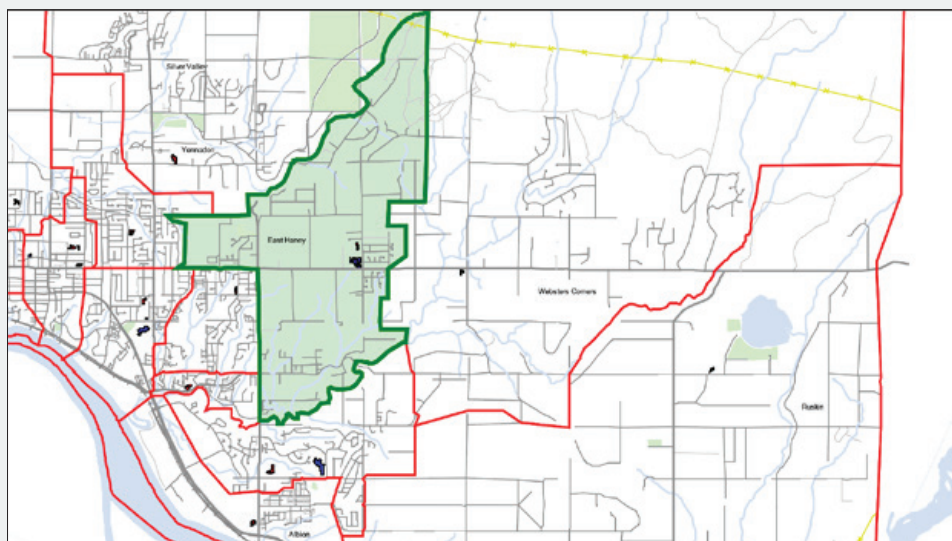 Silver Valley
Yennadon
East Haney
Websters Corners
Ruskin
Albion